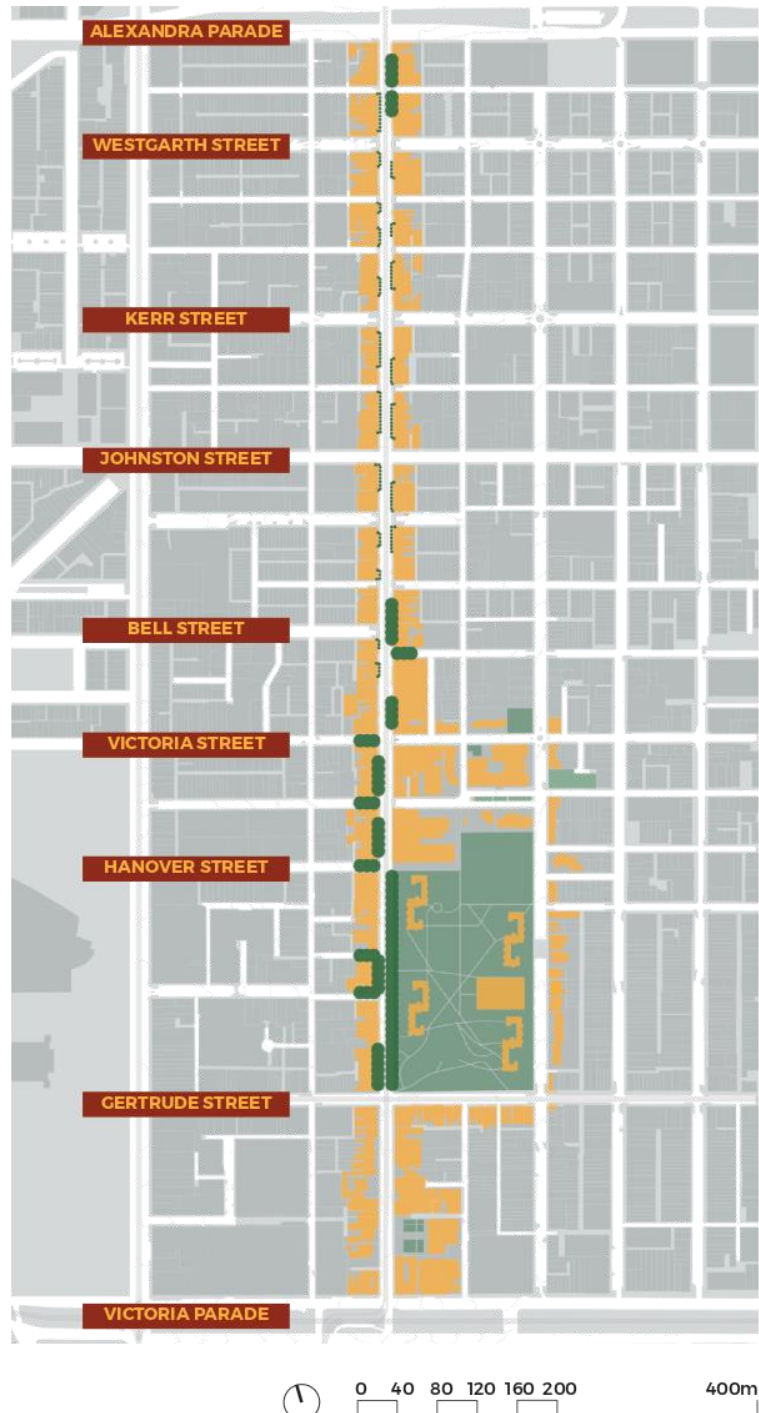 ALEXANDRA PARADE
WESTGARTH STREET
KERR STREET
JOHNSTON STREET
BELL STREET
VICTORIA STREET
HANOVER STREET
GERTRUDE STREET
VICTORIA PARADE
0 40 80 120 160 200 400m